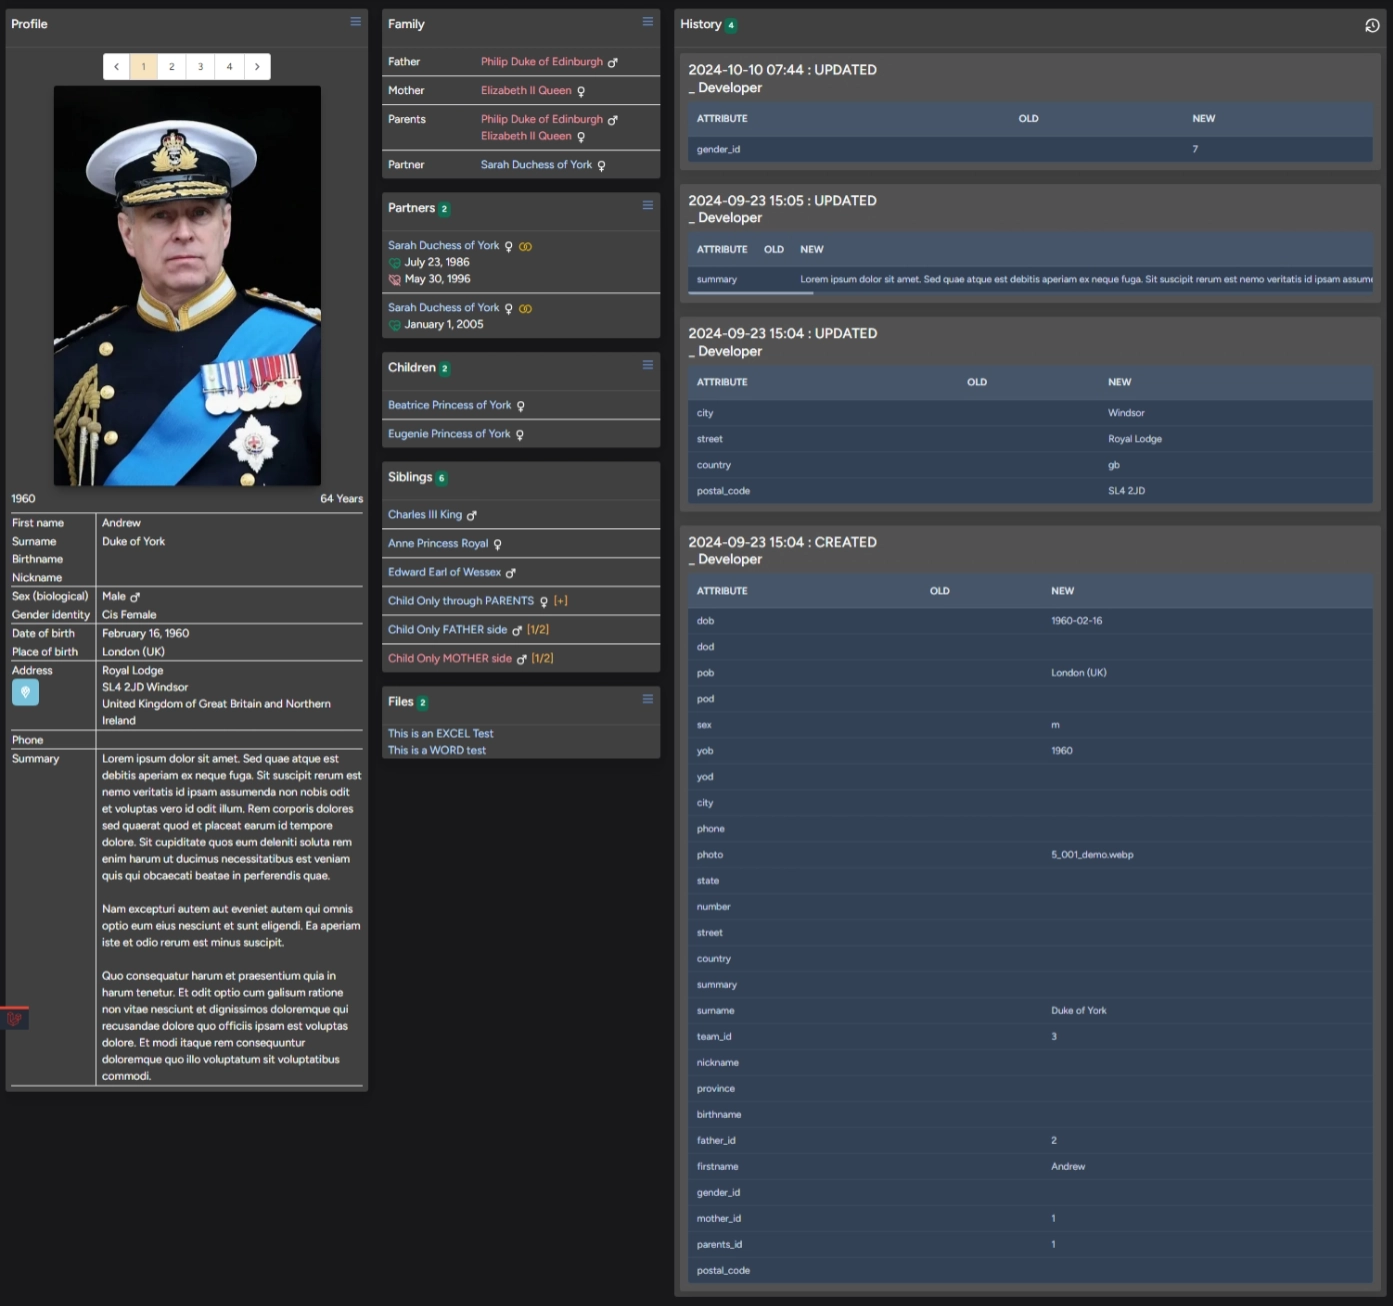 Profile
1
2
3
4
1960
64 Years
First name Andrew
Surname Duke of York
Birthname
Nickname
Sex (biological) Male ♂
Gender identity Cis Female
Date of birth February 16, 1960
Place of birth London (UK)
Address Royal Lodge
SL4 2JD Windsor
United Kingdom of Great Britain and Northern
Ireland
Phone
Summary Lorem ipsum dolor sit amet. Sed quae atque est
debitis aperiam ex neque fuga. Sit suscipit rerum est
nemo veritatis id ipsam assumenda non nobis odit
et voluptas vero id odit illum. Rem corporis dolores
sed quaerat quod et placeat earum id tempore
dolore. Sit cupiditate quos eum deleniti soluta rem
enim harum ut ducimus necessitatibus est veniam
quis qui obcaecati beatae in perferendis quae.
Nam excepturi autem aut eveniet autem qui omnis
optio eum eius nesciunt et sunt eligendi. Ea aperiam
iste et odio rerum est minus suscipit.
Quo consequatur harum et praesentium quia in
harum tenetur. Et odit optio cum galisum ratione
non vitae nesciunt et dignissimos doloremque qui
recusandae dolore quo officiis ipsam est voluptas
dolore. Et modi itaque rem consequuntur
doloremque quo illo voluptatum sit voluptatibus
commodi.
Family
Father Philip Duke of Edinburgh ♂
Mother Elizabeth II Queen ♀
Parents Philip Duke of Edinburgh ♂
Elizabeth II Queen ♀
Partner Sarah Duchess of York ♀
Partners 2
Sarah Duchess of York ♀
July 23, 1986
May 30, 1996
Sarah Duchess of York ♀
January 1, 2005
Children 2
Beatrice Princess of York ♀
Eugenie Princess of York ♀
Siblings 6
Charles III King ♂
Anne Princess Royal ♀
Edward Earl of Wessex ♂
Child Only through PARENTS ♀ [+]
Child Only FATHER side ♂ [1/2]
Child Only MOTHER side ♂ [1/2]
Files 2
This is an EXCEL Test
This is a WORD test
History 4
2024-10-10 07:44 : UPDATED
_ Developer
ATTRIBUTE OLD NEW
gender_id 7
2024-09-23 15:05 : UPDATED
_ Developer
ATTRIBUTE OLD NEW
summary Lorem ipsum dolor sit amet. Sed quae atque est debitis aperiam ex neque fuga. Sit suscipit rerum est nemo veritatis id ipsam assume
2024-09-23 15:04 : UPDATED
_ Developer
ATTRIBUTE OLD NEW
city Windsor
street Royal Lodge
country gb
postal_code SL4 2JD
2024-09-23 15:04 : CREATED
_ Developer
ATTRIBUTE OLD NEW
dob 1960-02-16
dod
pob London (UK)
pod
sex m
yob 1960
yod
city
phone
photo 5_001_demo.webp
state
number
street
country
summary
surname Duke of York
team_id 3
nickname
province
birthname
father_id 2
firstname Andrew
gender_id
mother_id 1
parents_id 1
postal_code